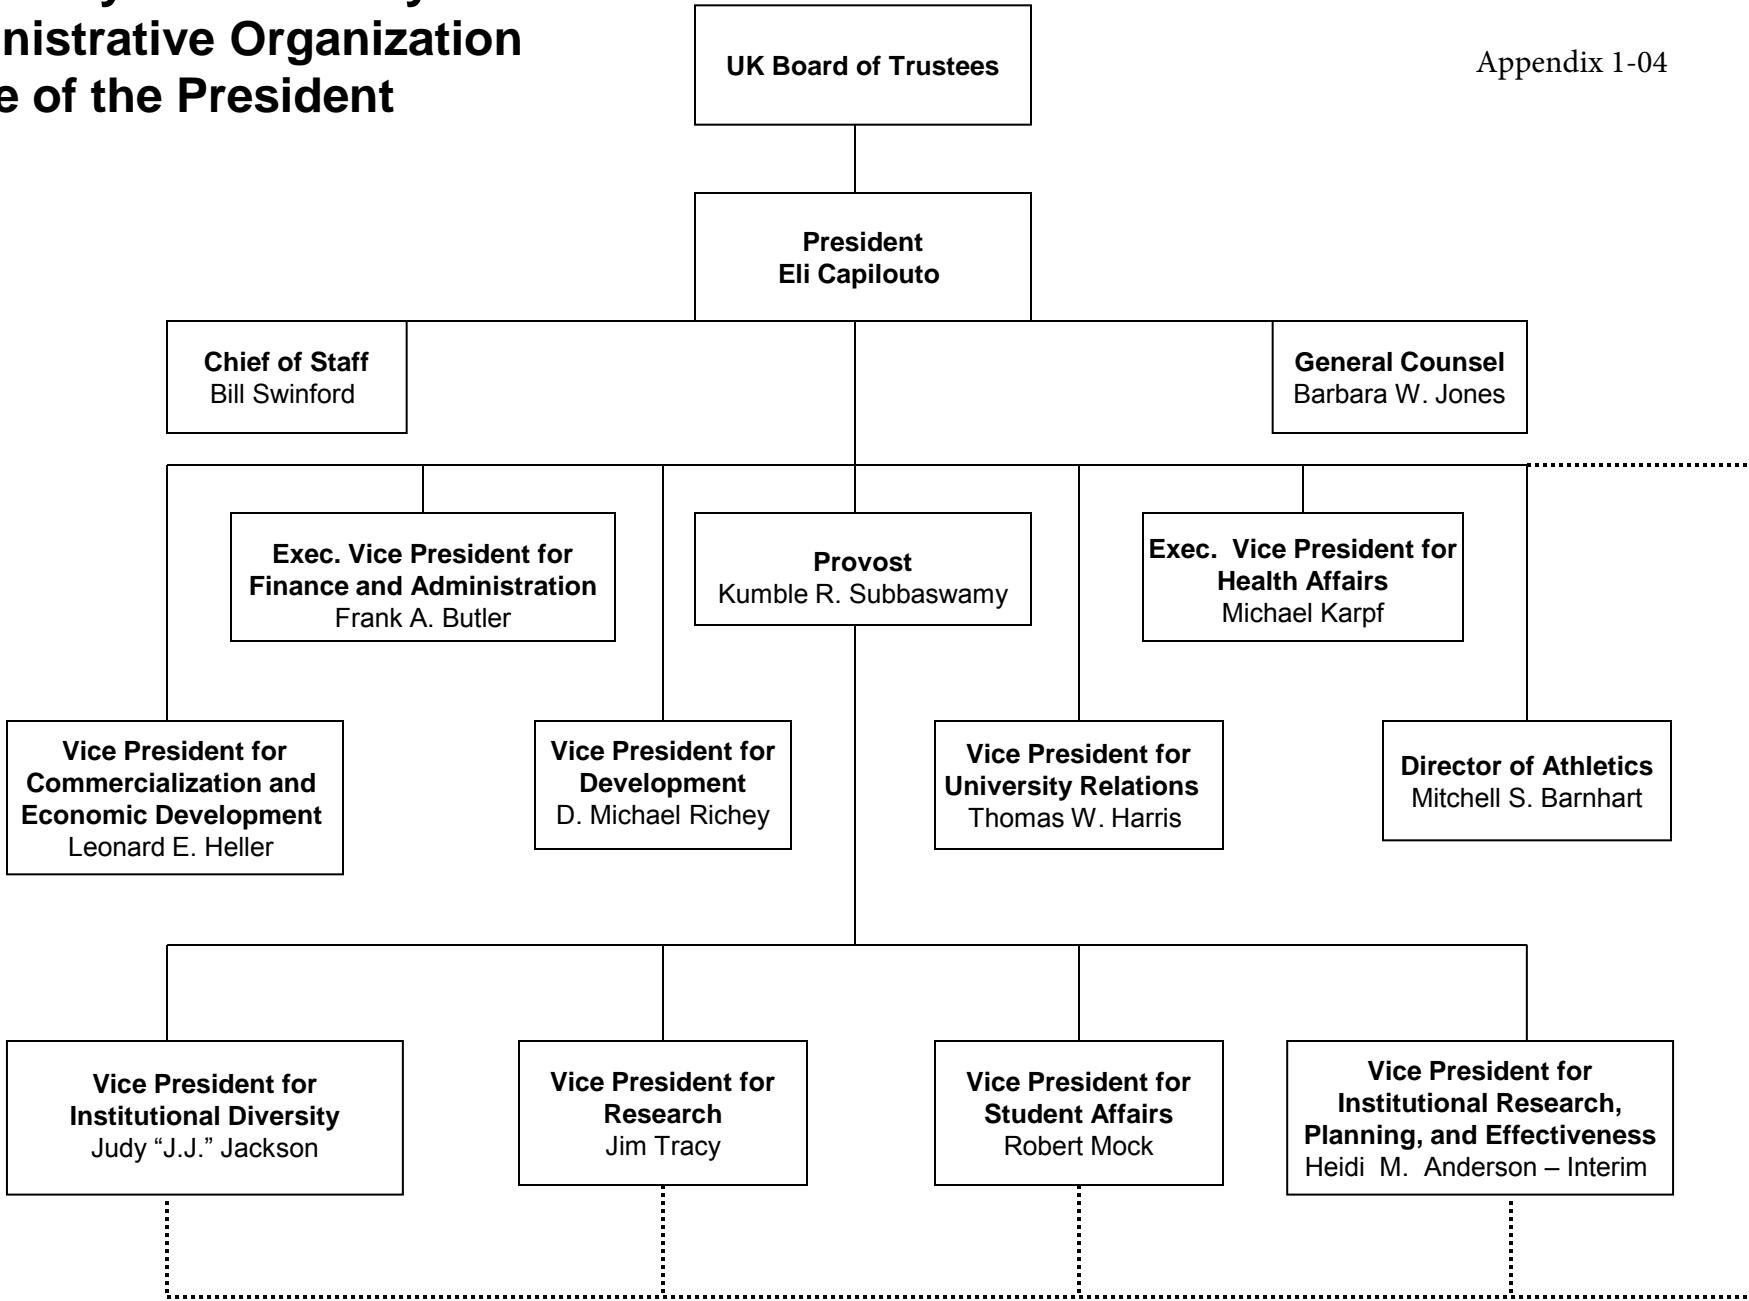 nistrative Organization
of the President
Appendix 1-04
UK Board of Trustees
President
Eli Capilouto
Chief of Staff
Bill Swinford
General Counsel
Barbara W. Jones
Exec. Vice President for
Finance and Administration
Frank A. Butler
Provost
Kumble R. Subbaswamy
Exec. Vice President for
Health Affairs
Michael Karpf
Vice President for
Commercialization and
Economic Development
Leonard E. Heller
Vice President for
Development
D. Michael Richey
Vice President for
University Relations
Thomas W. Harris
Director of Athletics
Mitchell S. Barnhart
Vice President for
Institutional Diversity
Judy “J.J.” Jackson
Vice President for
Research
Jim Tracy
Vice President for
Student Affairs
Robert Mock
Vice President for
Institutional Research,
Planning, and Effectiveness
Heidi M. Anderson – Interim